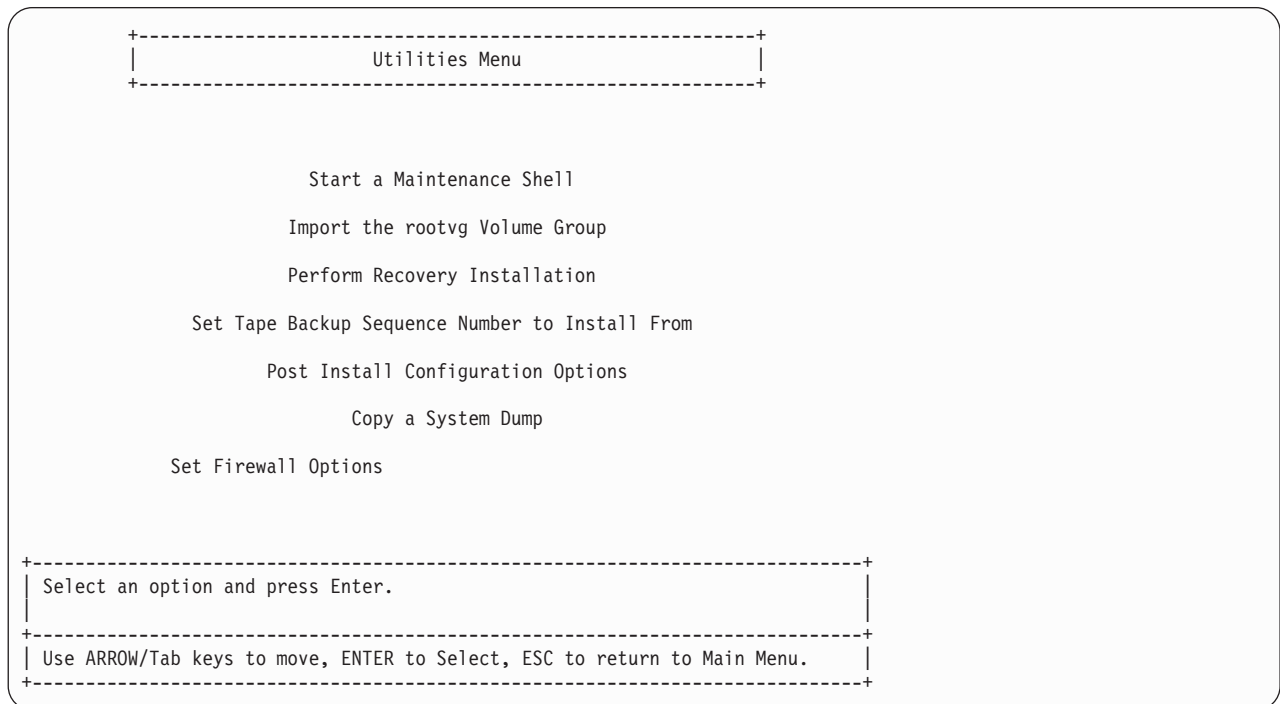 Utilities Menu
Start a Maintenance Shell
Import the rootvg Volume Group
Perform Recovery Installation
Set Tape Backup Sequence Number to Install From
Post Install Configuration Options
Copy a System Dump
Set Firewall Options
Select an option and press Enter.
Use ARROW/Tab keys to move, ENTER to Select, ESC to return to Main Menu.